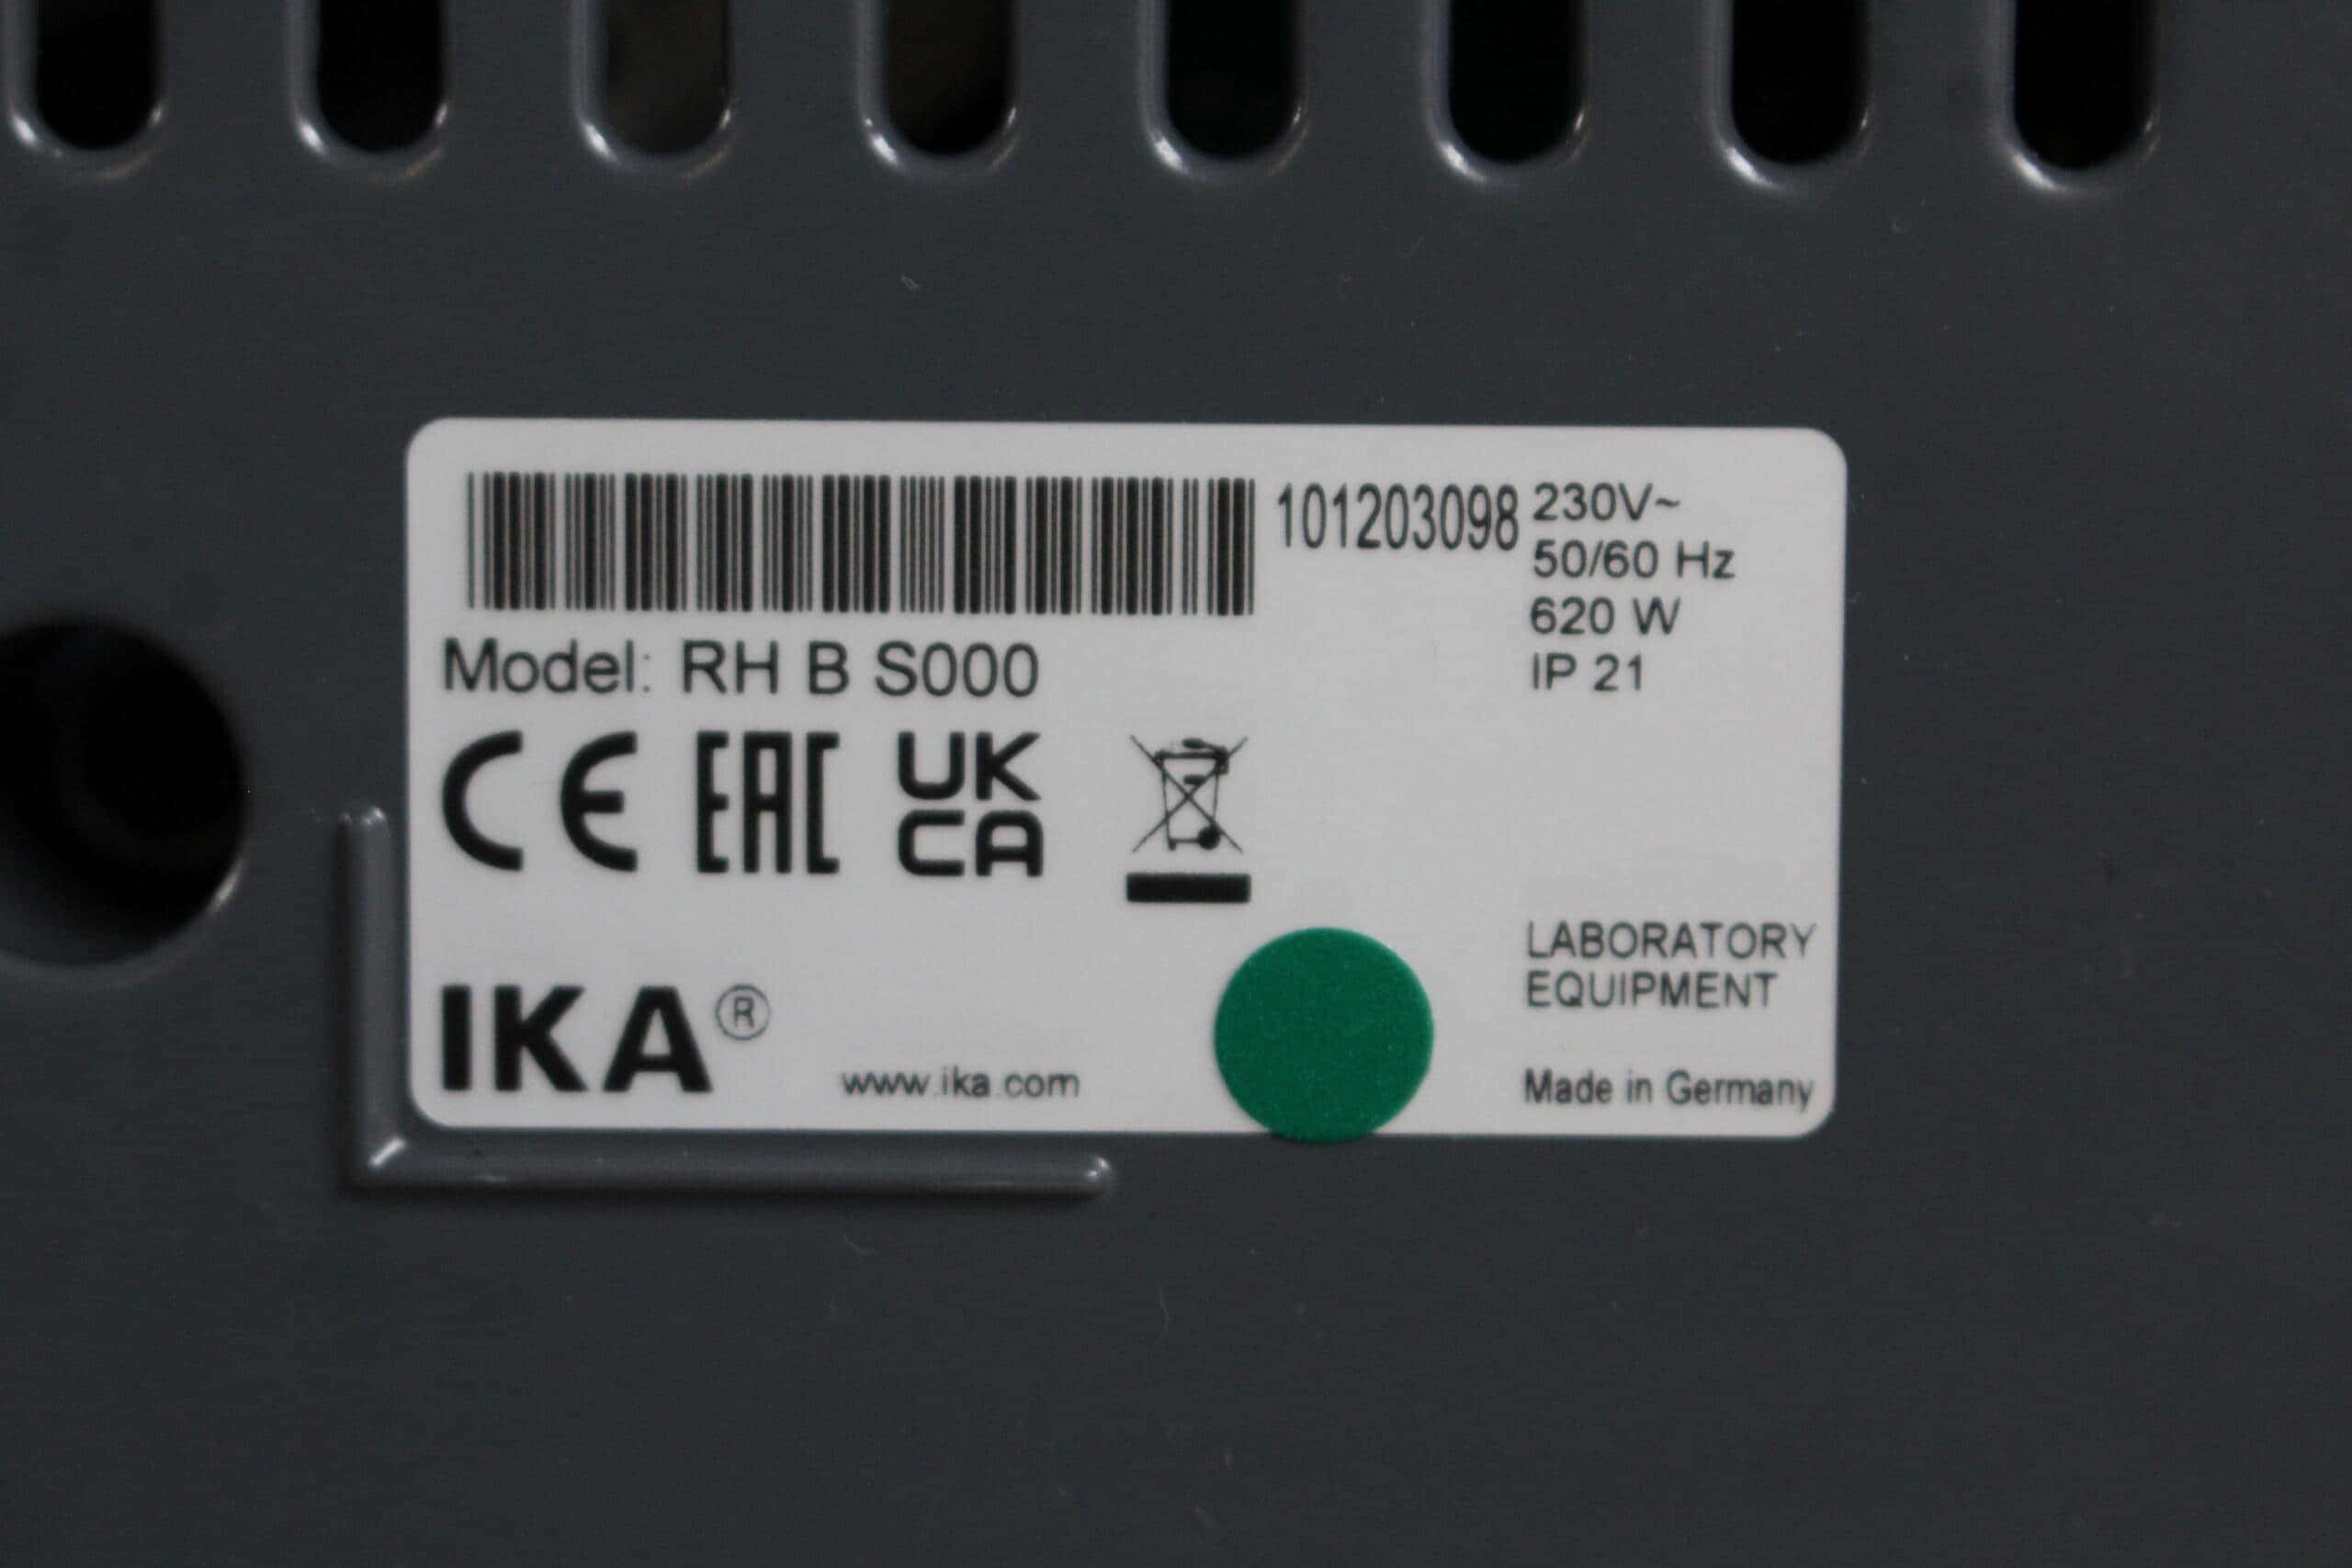 101203098
230V~
50/60 Hz
620 W
IP 21
Model: RH B S000
CE EAC UK
CA
IKA®
www.ika.com
LABORATORY
EQUIPMENT
Made in Germany